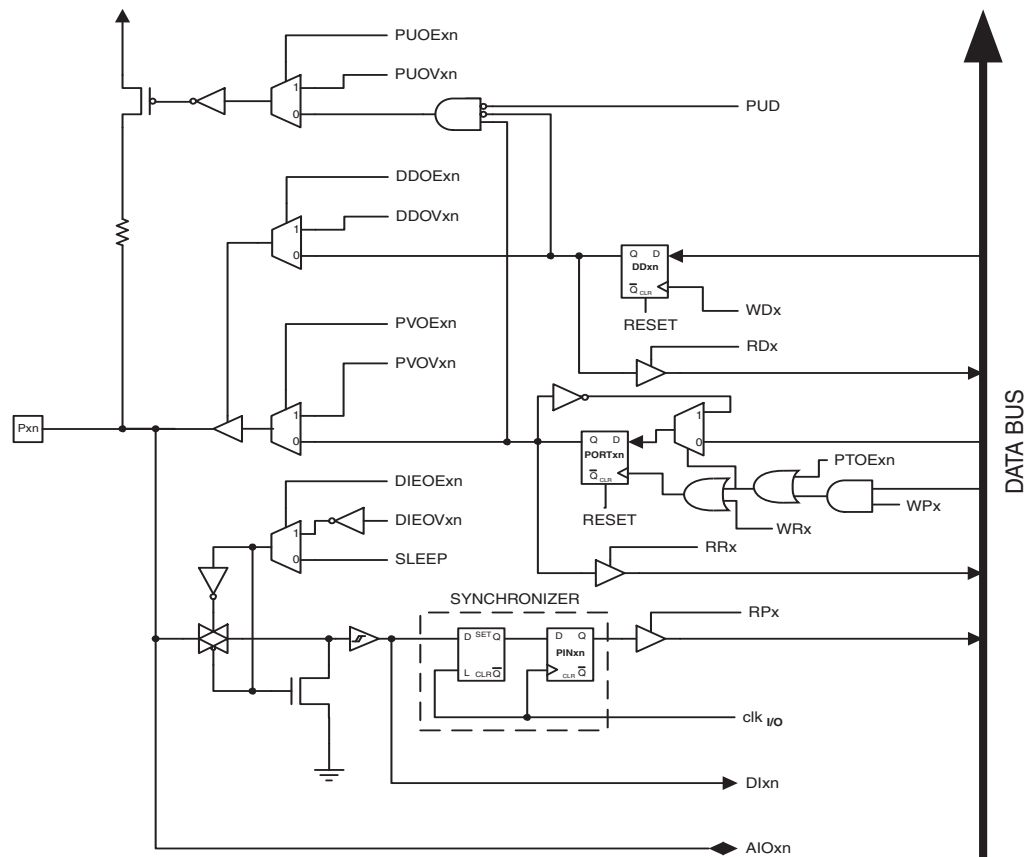 PUOExn
PUOVxn
1
0
PUD
DDOExn
DDOVxn
1
0
Q D
DDxn
Q CLR
WDx
RESET
PVOExn
RDx
PVOVxn
1
0
Pxn
1
0
Q D
PORTxn
Q CLR
PTOExn
DATA BUS
DIEOExn
WPx
RESET
WRx
DIEOVxn
1
0
SLEEP
RRx
SYNCHRONIZER
RPx
D SET Q
L CLR Q
D Q
PINxn
CLR Q
clk I/O
DIxn
AIOxn